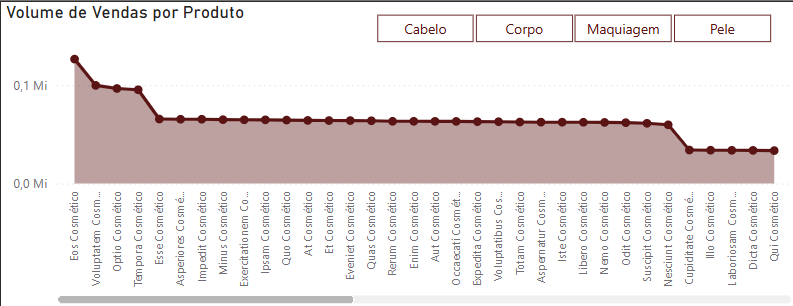 Volume de Vendas por Produto
Cabelo
Corpo
Maquiagem
Pele
0,1 Mi
0,0 Mi
Eos Cosmético
Voluptatem Cosm...
Optio Cosmético
Tempora Cosmético
Esse Cosmético
Asperiores Cosmé...
Impedit Cosmético
Minus Cosmético
Exercitationem Co...
Ipsam Cosmético
Quo Cosmético
At Cosmético
Et Cosmético
Eveniet Cosmético
Quas Cosmético
Rerum Cosmético
Enim Cosmético
Aut Cosmético
Occaecati Cosmét...
Expedita Cosmético
Voluptatibus Cos...
Totam Cosmético
Aspernatur Cosm...
Iste Cosmético
Libero Cosmético
Nemo Cosmético
Odit Cosmético
Suscipit Cosmético
Nesciunt Cosmético
Cupiditate Cosmé...
Illo Cosmético
Laboriosam Cosm...
Dicta Cosmético
Qui Cosmético